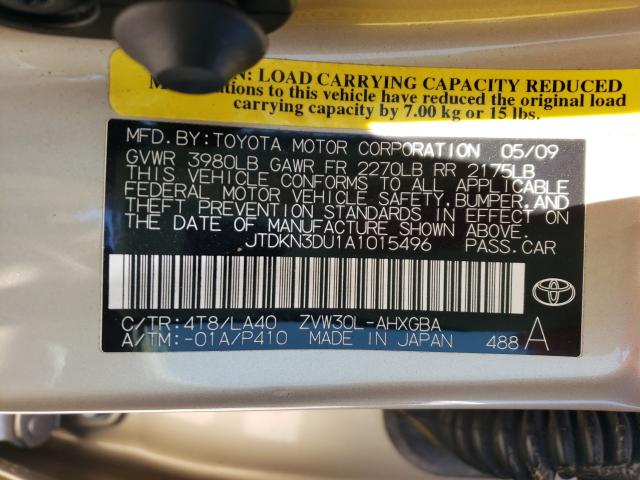 N: LOAD CARRYING CAPACITY REDUCED
to this vehicle have reduced the original load
carrying capacity by 7.00 kg or 15 lbs.
MFD. BY: TOYOTA MOTOR CORPORATION 05/09
GVWR 3980LB GAWR FR 2270LB RR 2175LB
THIS VEHICLE CONFORMS TO ALL APPLICABLE
FEDERAL MOTOR VEHICLE SAFETY, BUMPER, AND
THEFT PREVENTION STANDARDS IN EFFECT ON
THE DATE OF MANUFACTURE SHOWN ABOVE.
JTDKN3DU1A1015496 PASS. CAR
C/TR: 4T8/LA40 ZVW30L-AHXGBA
A/TM: -01A/P410 MADE IN JAPAN 488 A